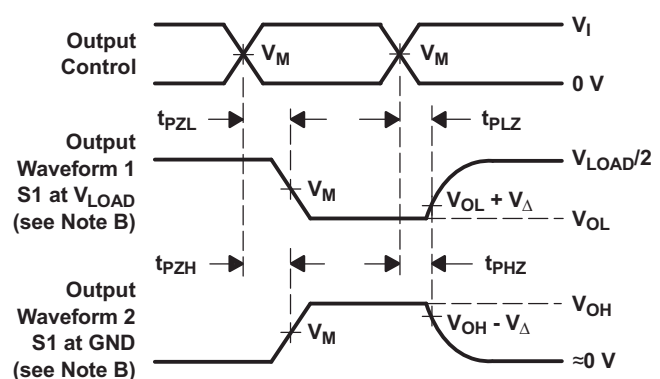 Output
Control
V_M
V_M
V_I
0 V
t_PZL
t_PLZ
Output
Waveform 1
S1 at V_LOAD
(see Note B)
V_M
V_LOAD/2
V_OL + V_Δ
V_OL
t_PZH
t_PHZ
Output
Waveform 2
S1 at GND
(see Note B)
V_M
V_OH
V_OH - V_Δ
≈0 V